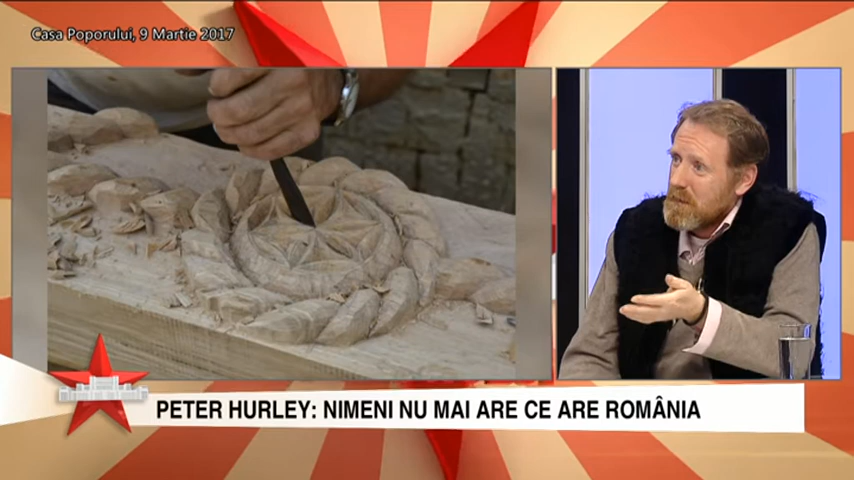 Casa Poporului, 9 Martie 2017
PETER HURLEY: NIMENI NU MAI ARE CE ARE ROMÂNIA